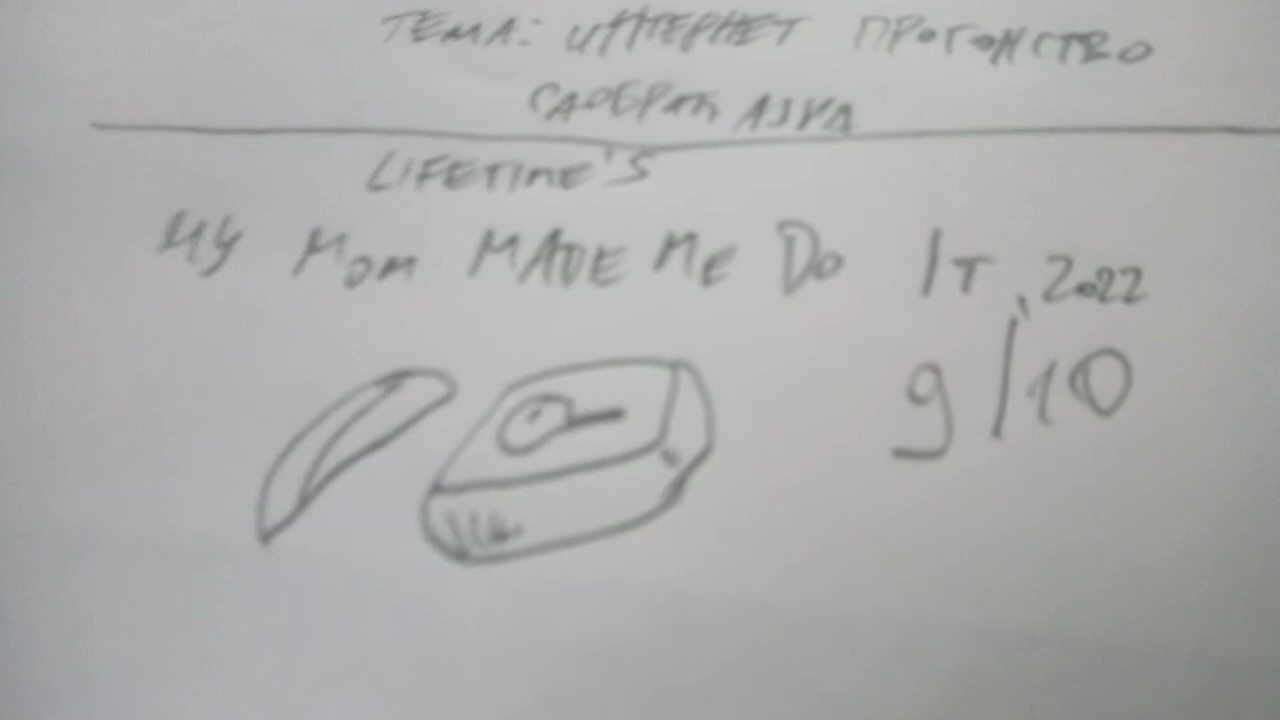 ТЕМА: ИНТЕРНЕТ ПРОГОНСТВО
LIFETIME'S
MY MOM MADE ME DO IT, 2022
9/10